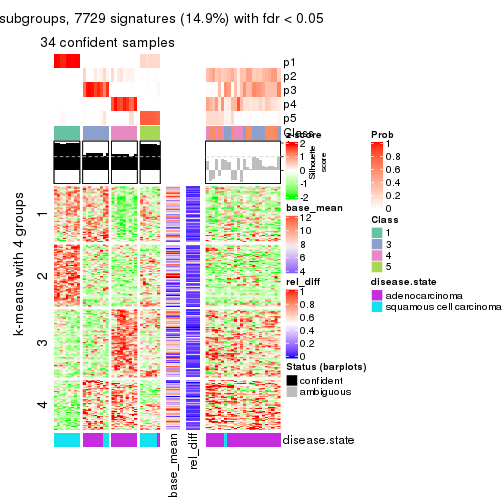 subgroups, 7729 signatures (14.9%) with fdr < 0.05
34 confident samples
p1
p2
p3
p4
p5
Class
Silhouette
score
k-means with 4 groups
1
2
3
4
base_mean
rel_diff
disease.state
z-score
2
1
0
-1
-2
base_mean
12
10
8
6
4
rel_diff
1
0.8
0.6
0.4
0.2
0
Status (barplots)
confident
ambiguous
Prob
1
0.8
0.6
0.4
0.2
0
Class
1
3
4
5
disease.state
adenocarcinoma
squamous cell carcinoma